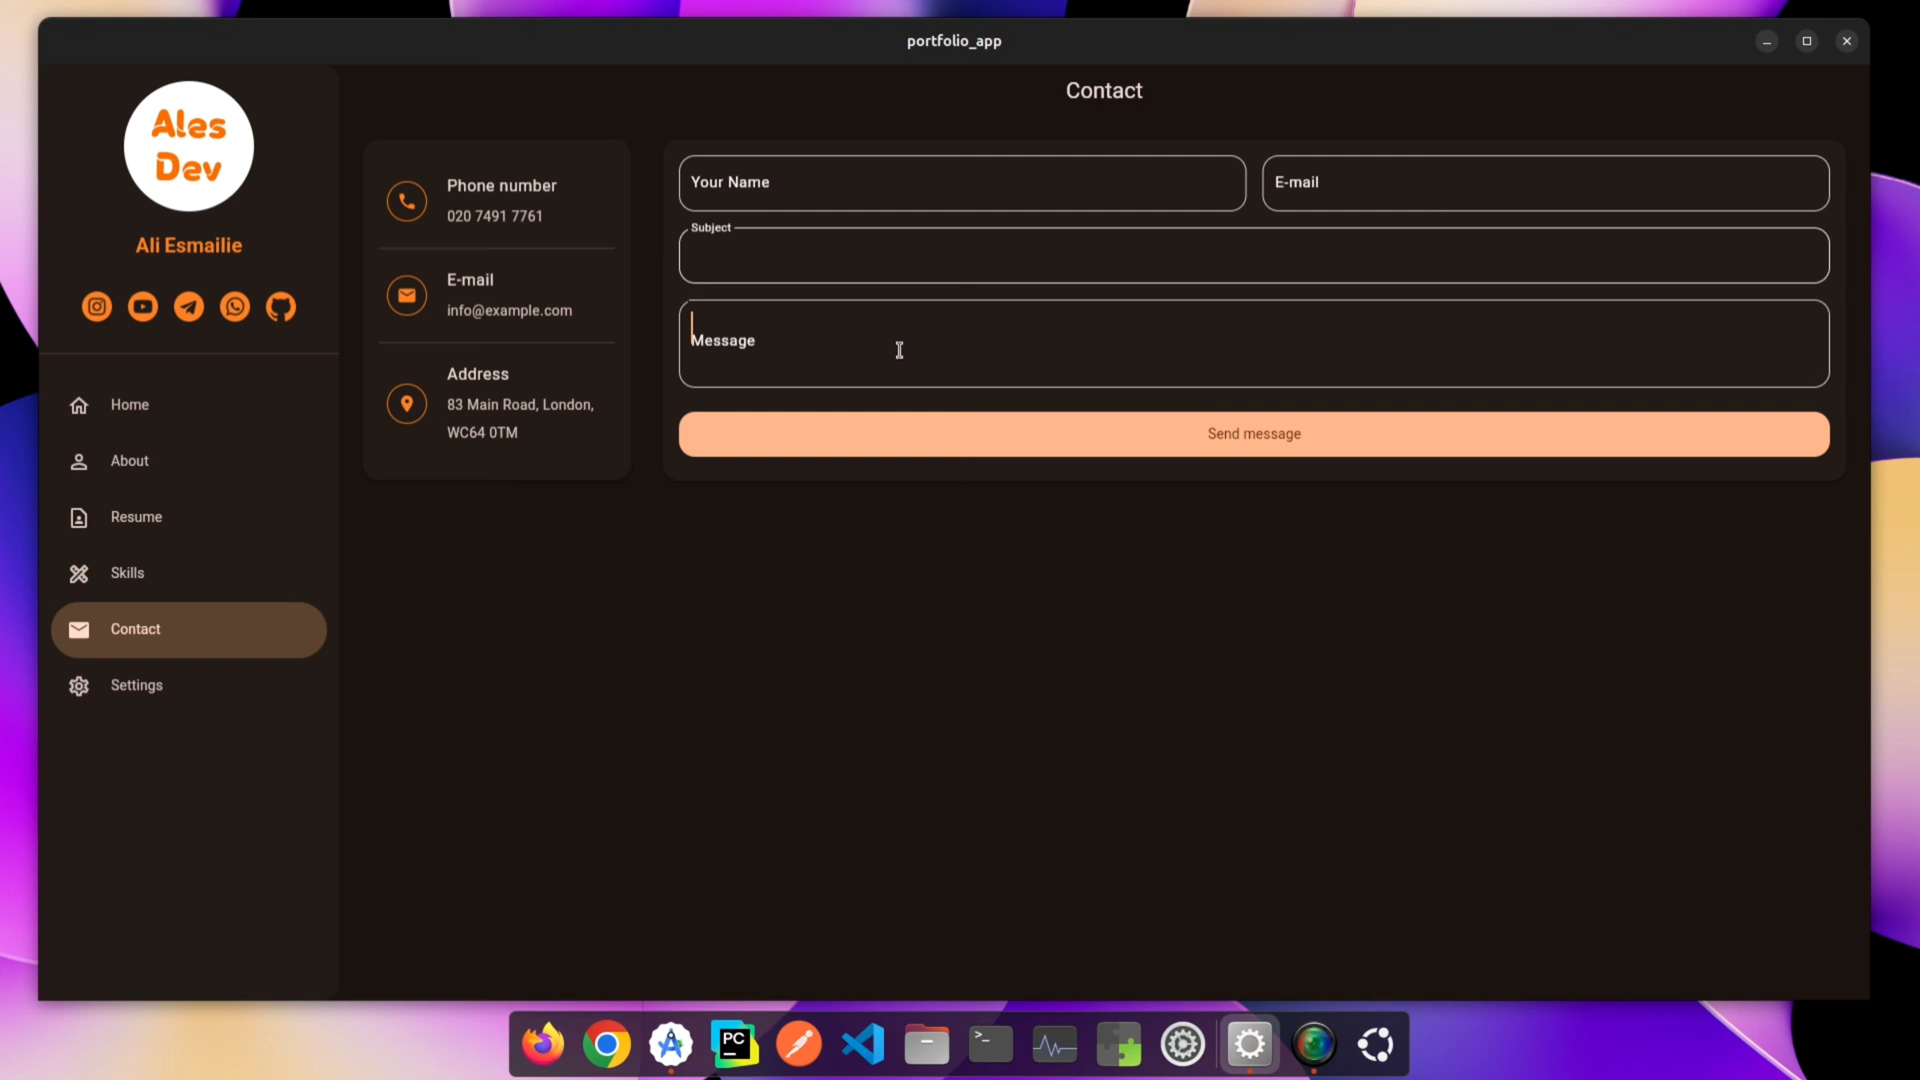 portfolio_app
Ales
Dev
Ali Esmailie
Home
About
Resume
Skills
Contact
Settings
Contact
Phone number
020 7491 7761
E-mail
info@example.com
Address
83 Main Road, London,
WC64 0TM
Your Name
E-mail
Subject
Message
Send message
PC
>_